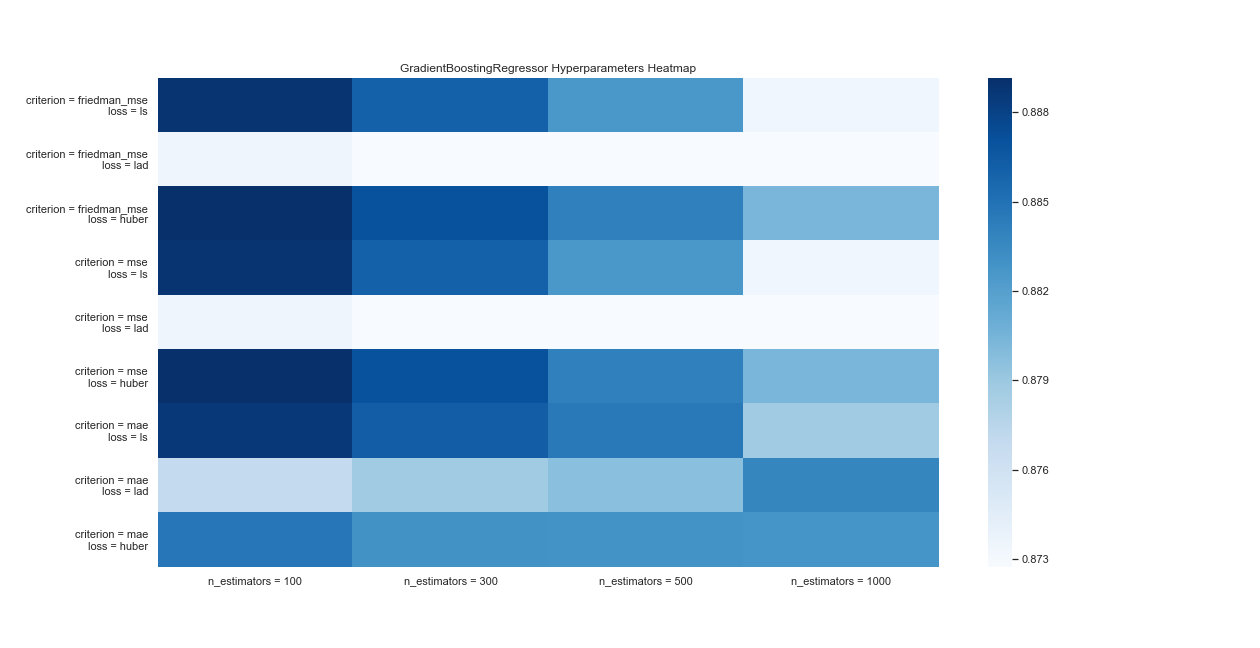 GradientBoostingRegressor Hyperparameters Heatmap
criterion = friedman_mse
loss = ls
criterion = friedman_mse
loss = lad
criterion = friedman_mse
loss = huber
criterion = mse
loss = ls
criterion = mse
loss = lad
criterion = mse
loss = huber
criterion = mae
loss = ls
criterion = mae
loss = lad
criterion = mae
loss = huber
n_estimators = 100
n_estimators = 300
n_estimators = 500
n_estimators = 1000
0.888
0.885
0.882
0.879
0.876
0.873